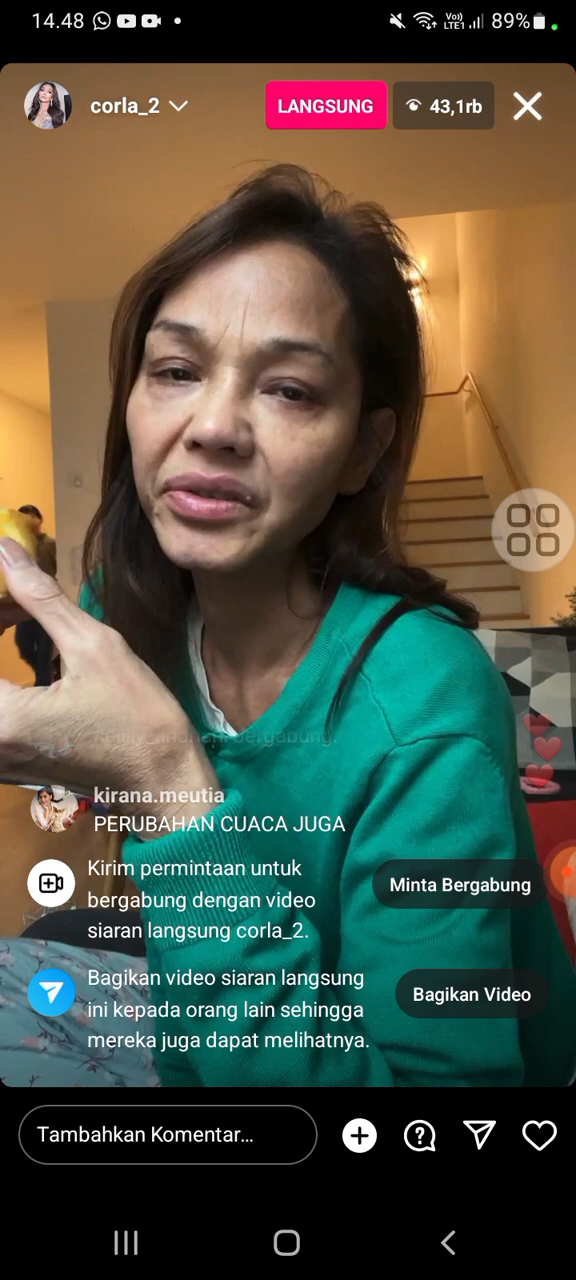 14.48
Vo))
LTE1
89%
corla_2
LANGSUNG
43,1rb
bergabung.
kirana.meutia
PERUBAHAN CUACA JUGA
Kirim permintaan untuk
bergabung dengan video
siaran langsung corla_2.
Minta Bergabung
Bagikan video siaran langsung
ini kepada orang lain sehingga
mereka juga dapat melihatnya.
Bagikan Video
Tambahkan Komentar...